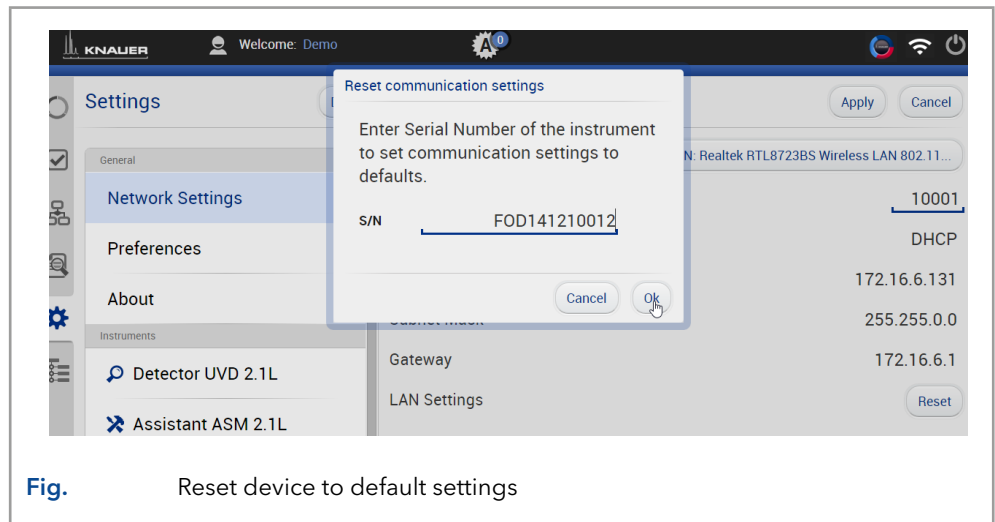 KNAUER
Welcome: Demo
A 0
Settings
Apply
Cancel
Reset communication settings
Enter Serial Number of the instrument
to set communication settings to
defaults.
S/N
FOD141210012
Cancel
Ok
General
Network Settings
Preferences
About
Instruments
Detector UVD 2.1L
Assistant ASM 2.1L
N: Realtek RTL8723BS Wireless LAN 802.11...
10001
DHCP
172.16.6.131
Subnet Mask
255.255.0.0
Gateway
172.16.6.1
LAN Settings
Reset
Fig. Reset device to default settings